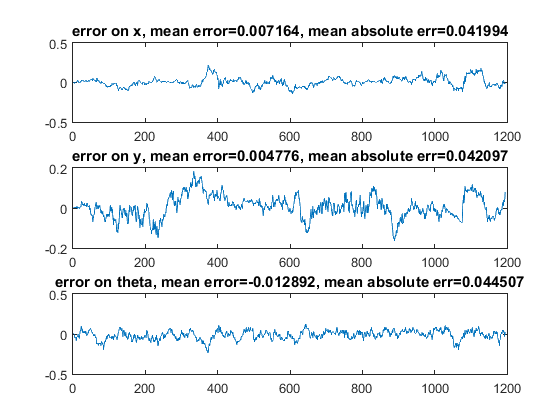 error on x, mean error=0.007164, mean absolute err=0.041994
0.5
0
-0.5
0 200 400 600 800 1000 1200
error on y, mean error=0.004776, mean absolute err=0.042097
0.2
0
-0.2
0 200 400 600 800 1000 1200
error on theta, mean error=-0.012892, mean absolute err=0.044507
0.5
0
-0.5
0 200 400 600 800 1000 1200